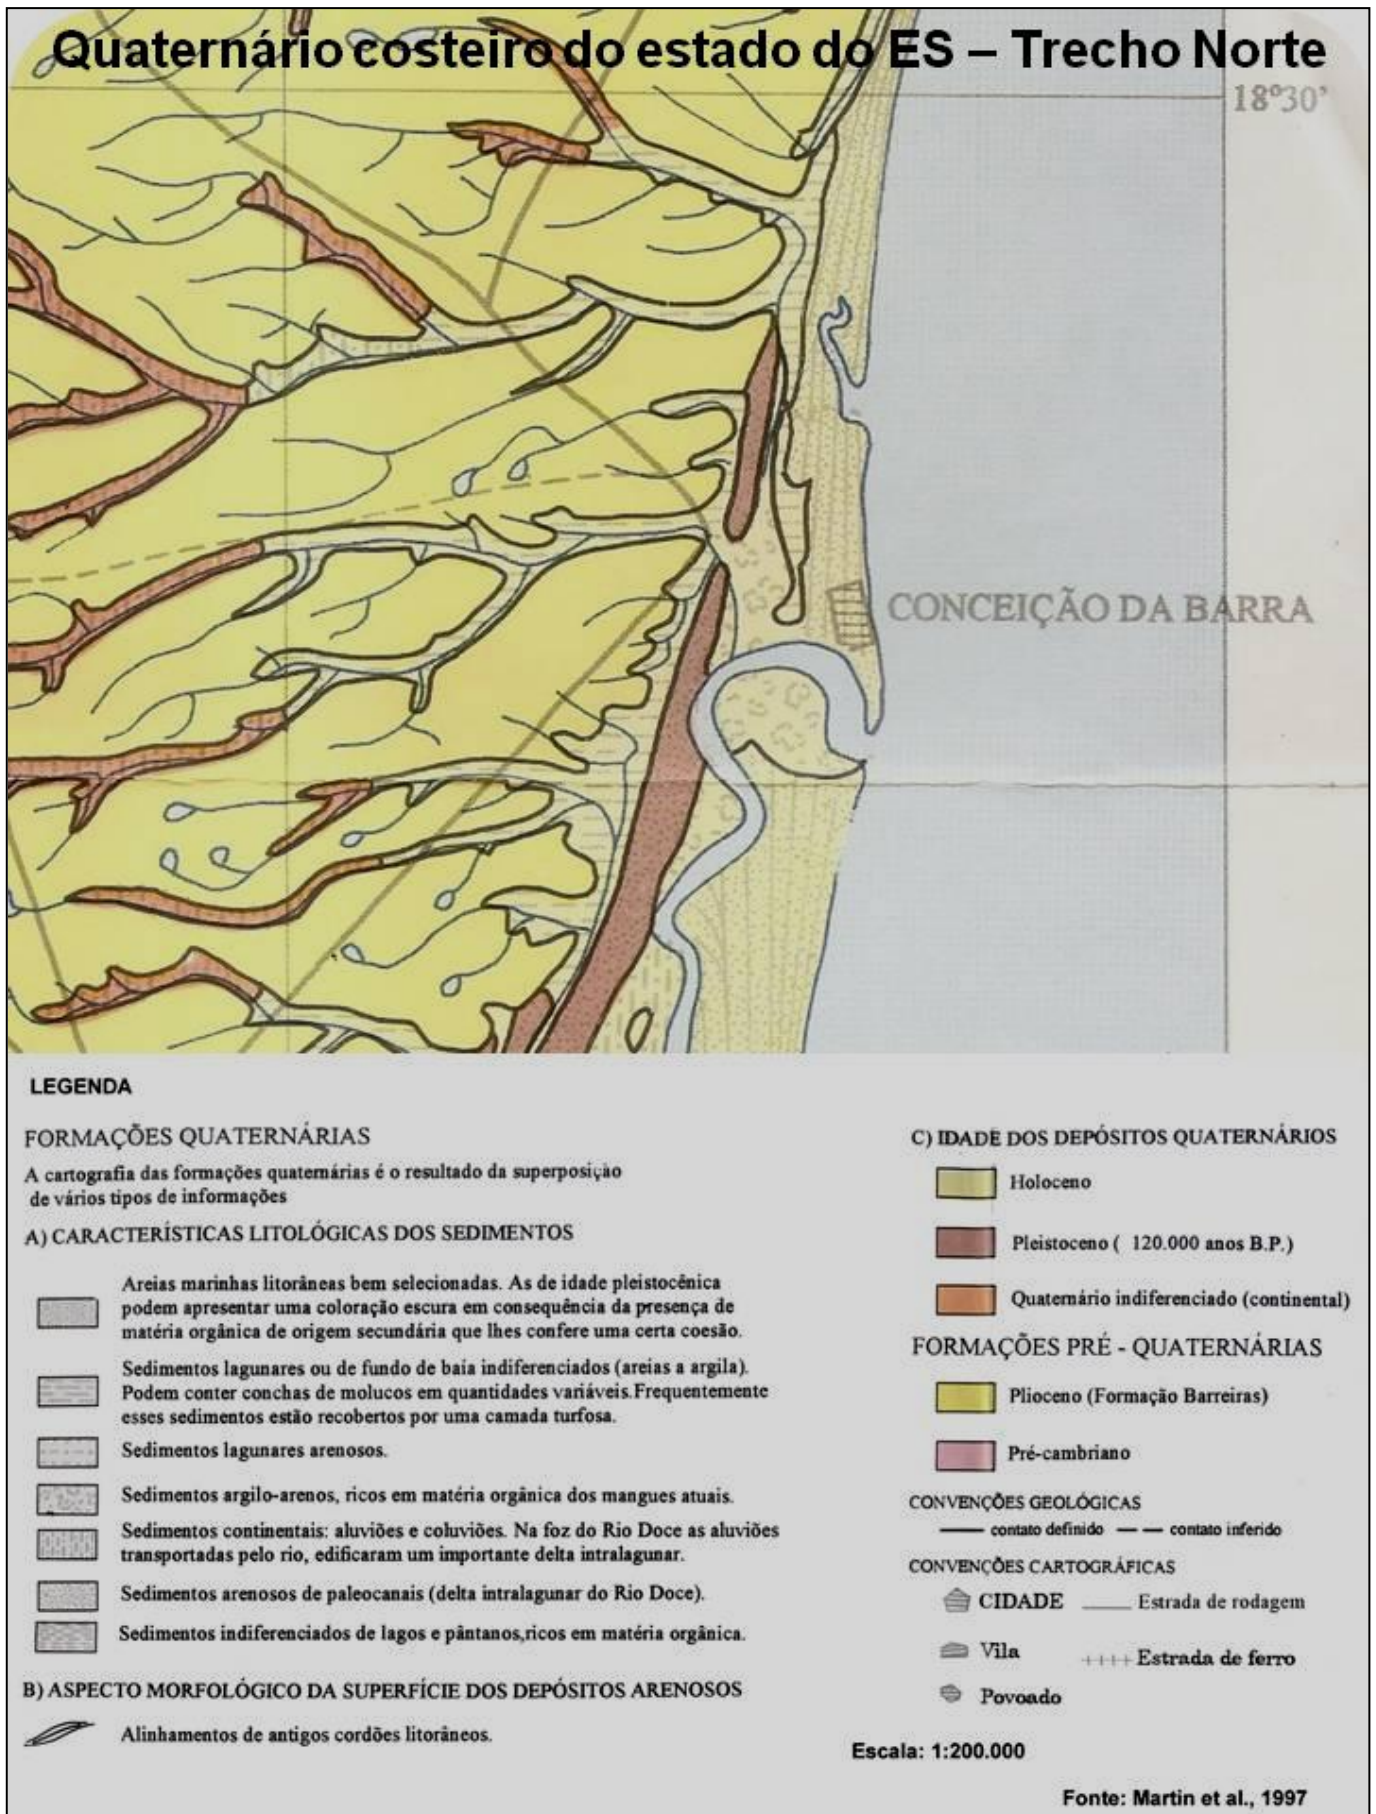 Quaternário costeiro do estado do ES – Trecho Norte
18º30'
CONCEIÇÃO DA BARRA
LEGENDA
FORMAÇÕES QUATERNÁRIAS
A cartografia das formações quaternárias é o resultado da superposição
de vários tipos de informações
A) CARACTERÍSTICAS LITOLÓGICAS DOS SEDIMENTOS
Areias marinhas litorâneas bem selecionadas. As de idade pleistocênica
podem apresentar uma coloração escura em consequência da presença de
matéria orgânica de origem secundária que lhes confere uma certa coesão.
Sedimentos lagunares ou de fundo de baia indiferenciados (areias a argila).
Podem conter conchas de molucos em quantidades variáveis.Frequentemente
esses sedimentos estão recobertos por uma camada turfosa.
Sedimentos lagunares arenosos.
Sedimentos argilo-arenos, ricos em matéria orgânica dos mangues atuais.
Sedimentos continentais: aluviões e coluviões. Na foz do Rio Doce as aluviões
transportadas pelo rio, edificaram um importante delta intralagunar.
Sedimentos arenosos de paleocanais (delta intralagunar do Rio Doce).
Sedimentos indiferenciados de lagos e pântanos,ricos em matéria orgânica.
B) ASPECTO MORFOLÓGICO DA SUPERFÍCIE DOS DEPÓSITOS ARENOSOS
Alinhamentos de antigos cordões litorâneos.
C) IDADE DOS DEPÓSITOS QUATERNÁRIOS
Holoceno
Pleistoceno ( 120.000 anos B.P.)
Quaternário indiferenciado (continental)
FORMAÇÕES PRÉ - QUATERNÁRIAS
Plioceno (Formação Barreiras)
Pré-cambriano
CONVENÇÕES GEOLÓGICAS
contato definido contato inferido
CONVENÇÕES CARTOGRÁFICAS
CIDADE Estrada de rodagem
Vila Estrada de ferro
Povoado
Escala: 1:200.000
Fonte: Martin et al., 1997